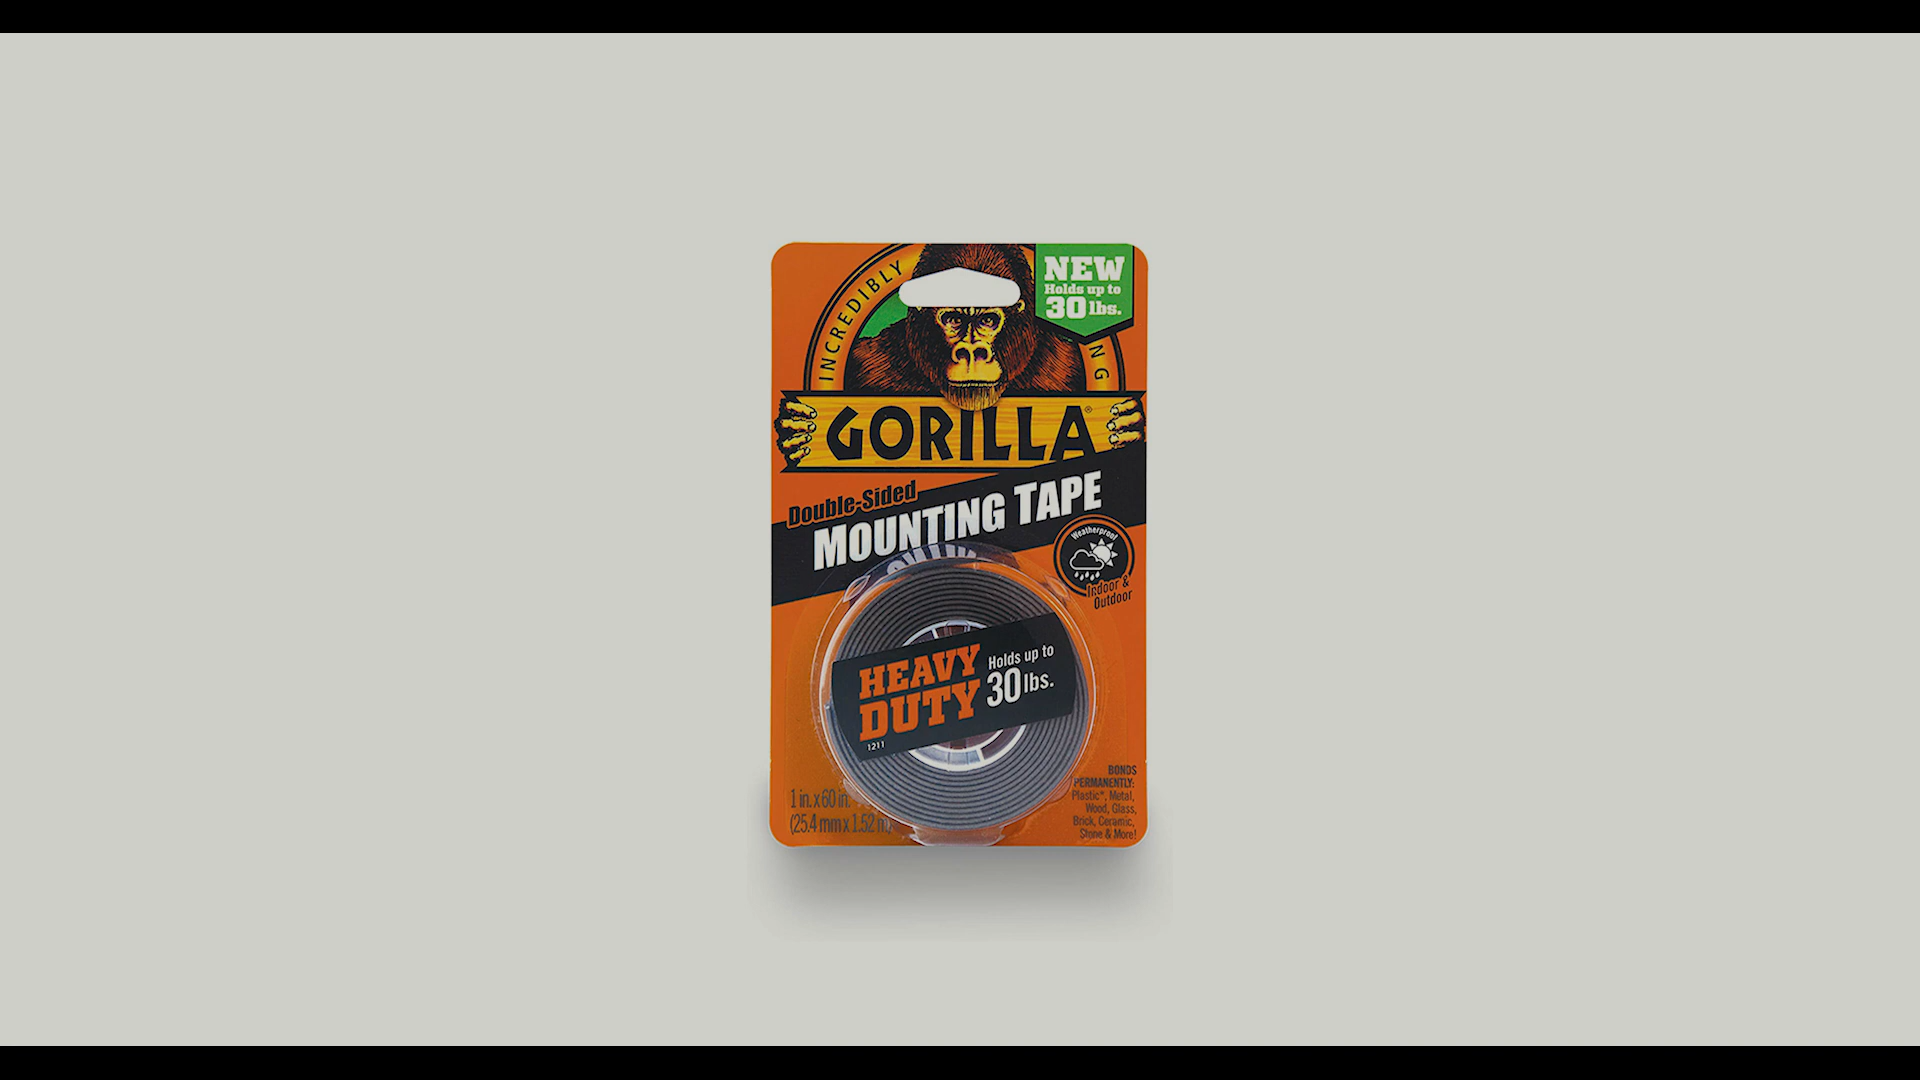 INCREDIBLY
NEW
Holds up to
30 lbs.
GORILLA®
Double-Sided
MOUNTING TAPE
Weatherproof
Indoor &
Outdoor
HEAVY
DUTY
Holds up to
30 lbs.
1211
1 in. x 60 in.
(25.4 mm x 1.52 m)
BONDS
PERMANENTLY:
Plastic*, Metal,
Wood, Glass,
Brick, Ceramic,
Stone & More!